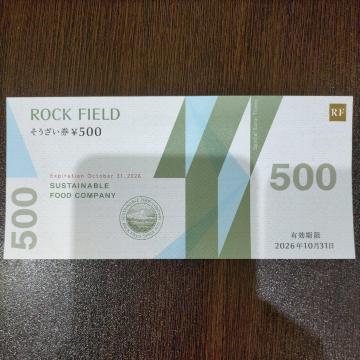 ROCK FIELD
そうざい券 ¥500
Expiration October 31, 2026
SUSTAINABLE
FOOD COMPANY
500
RF
500
有効期限
2026年10月31日